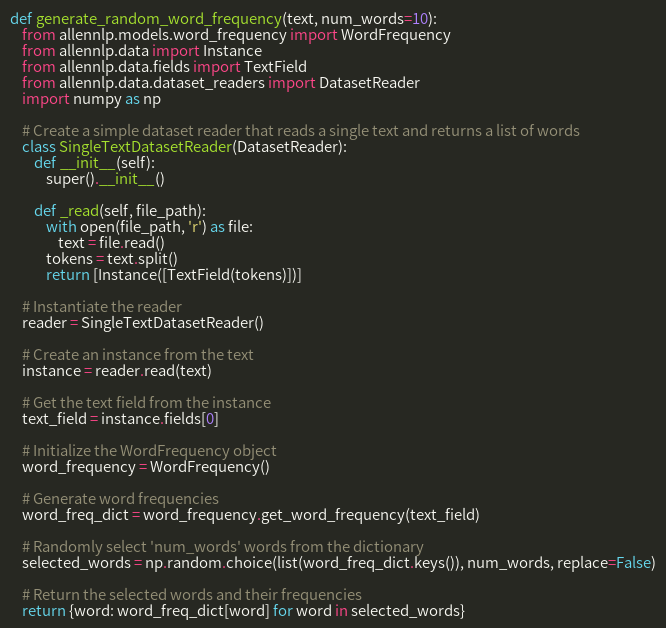 def generate_random_word_frequency(text, num_words=10):
    from allennlp.models.word_frequency import WordFrequency
    from allennlp.data import Instance
    from allennlp.data.fields import TextField
    from allennlp.data.dataset_readers import DatasetReader
    import numpy as np

    # Create a simple dataset reader that reads a single text and returns a list of words
    class SingleTextDatasetReader(DatasetReader):
        def __init__(self):
            super().__init__()

        def _read(self, file_path):
            with open(file_path, 'r') as file:
                text = file.read()
            tokens = text.split()
            return [Instance([TextField(tokens)])]

    # Instantiate the reader
    reader = SingleTextDatasetReader()

    # Create an instance from the text
    instance = reader.read(text)

    # Get the text field from the instance
    text_field = instance.fields[0]

    # Initialize the WordFrequency object
    word_frequency = WordFrequency()

    # Generate word frequencies
    word_freq_dict = word_frequency.get_word_frequency(text_field)

    # Randomly select 'num_words' words from the dictionary
    selected_words = np.random.choice(list(word_freq_dict.keys()), num_words, replace=False)

    # Return the selected words and their frequencies
    return {word: word_freq_dict[word] for word in selected_words}